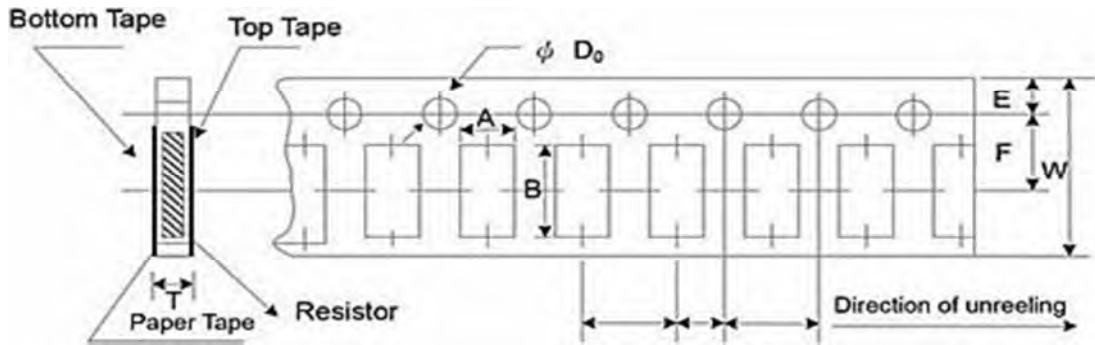 Bottom Tape
Top Tape
ϕ D₀
E
A
F
B
W
T
Resistor
Paper Tape
Direction of unreeling